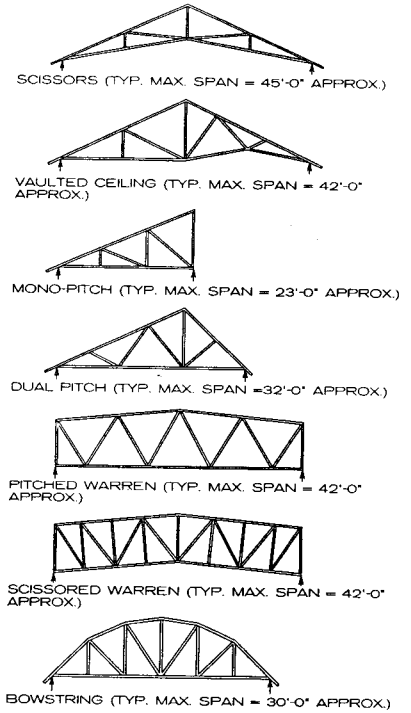 SCISSORS (TYP. MAX. SPAN = 45'-0" APPROX.)
VAULTED CEILING (TYP. MAX. SPAN = 42'-0"
APPROX.)
MONO-PITCH (TYP. MAX. SPAN = 23'-0" APPROX.)
DUAL PITCH (TYP. MAX. SPAN =32'-0" APPROX.)
PITCHED WARREN (TYP. MAX. SPAN = 42'-0"
APPROX.)
SCISSORED WARREN (TYP. MAX. SPAN = 42'-0"
APPROX.)
BOWSTRING (TYP. MAX. SPAN = 30'-0" APPROX.)